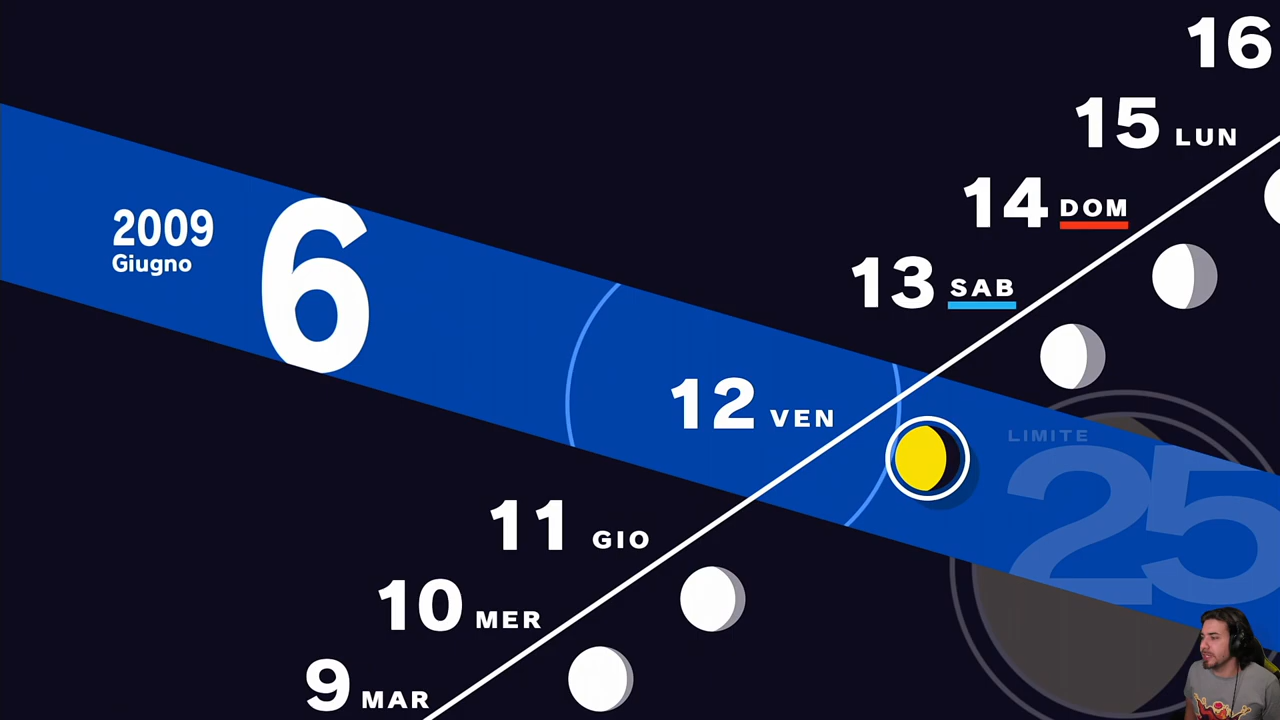 16
15 LUN
14 DOM
13 SAB
2009
Giugno
6
12 VEN
LIMITE
25
11 GIO
10 MER
9 MAR